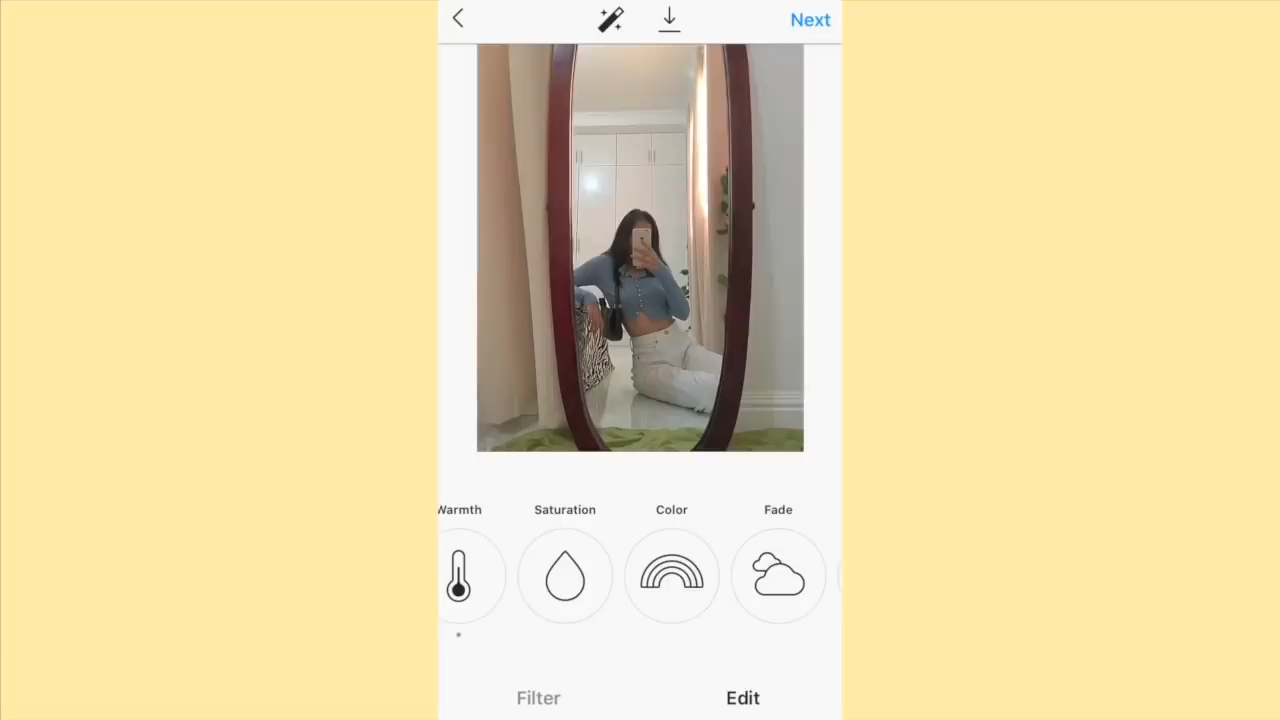 Next
Warmth
Saturation
Color
Fade
Filter
Edit